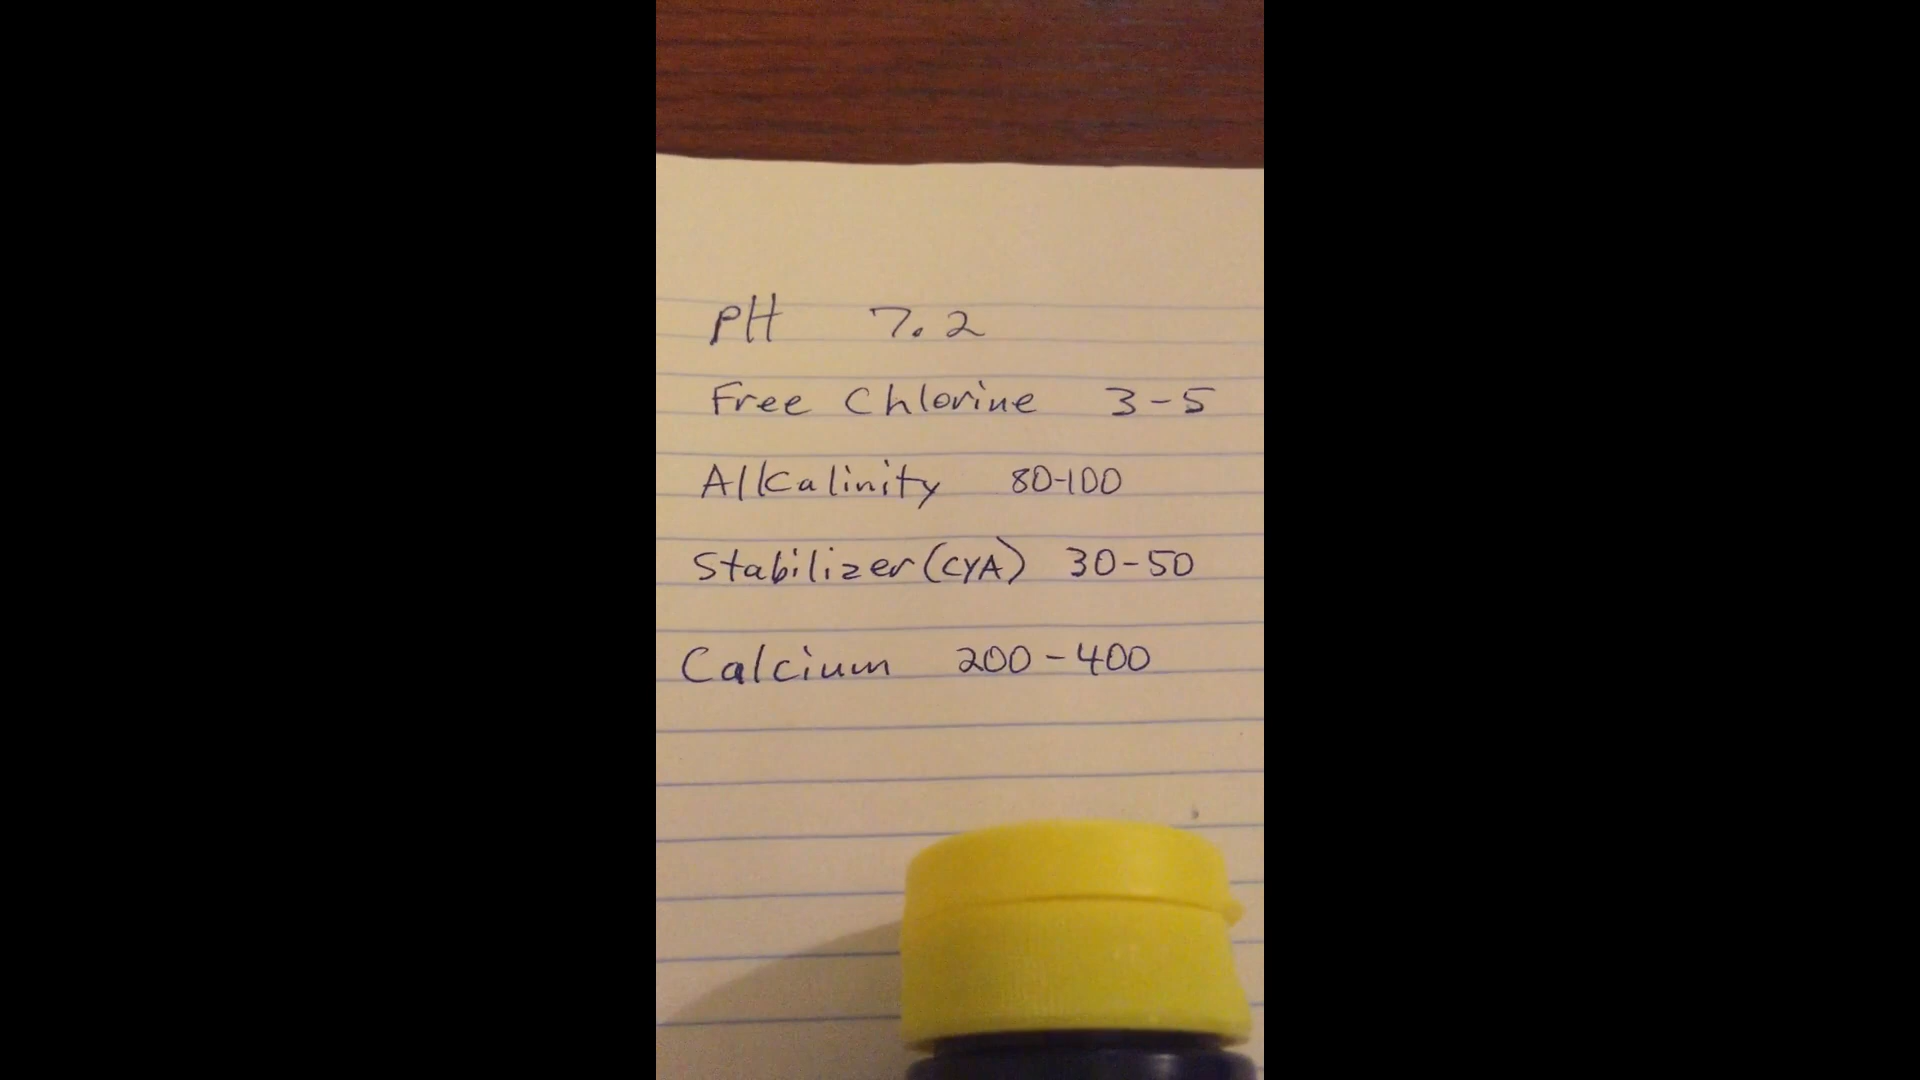 pH 7.2
Free Chlorine 3-5
Alkalinity 80-100
Stabilizer (CYA) 30-50
Calcium 200-400